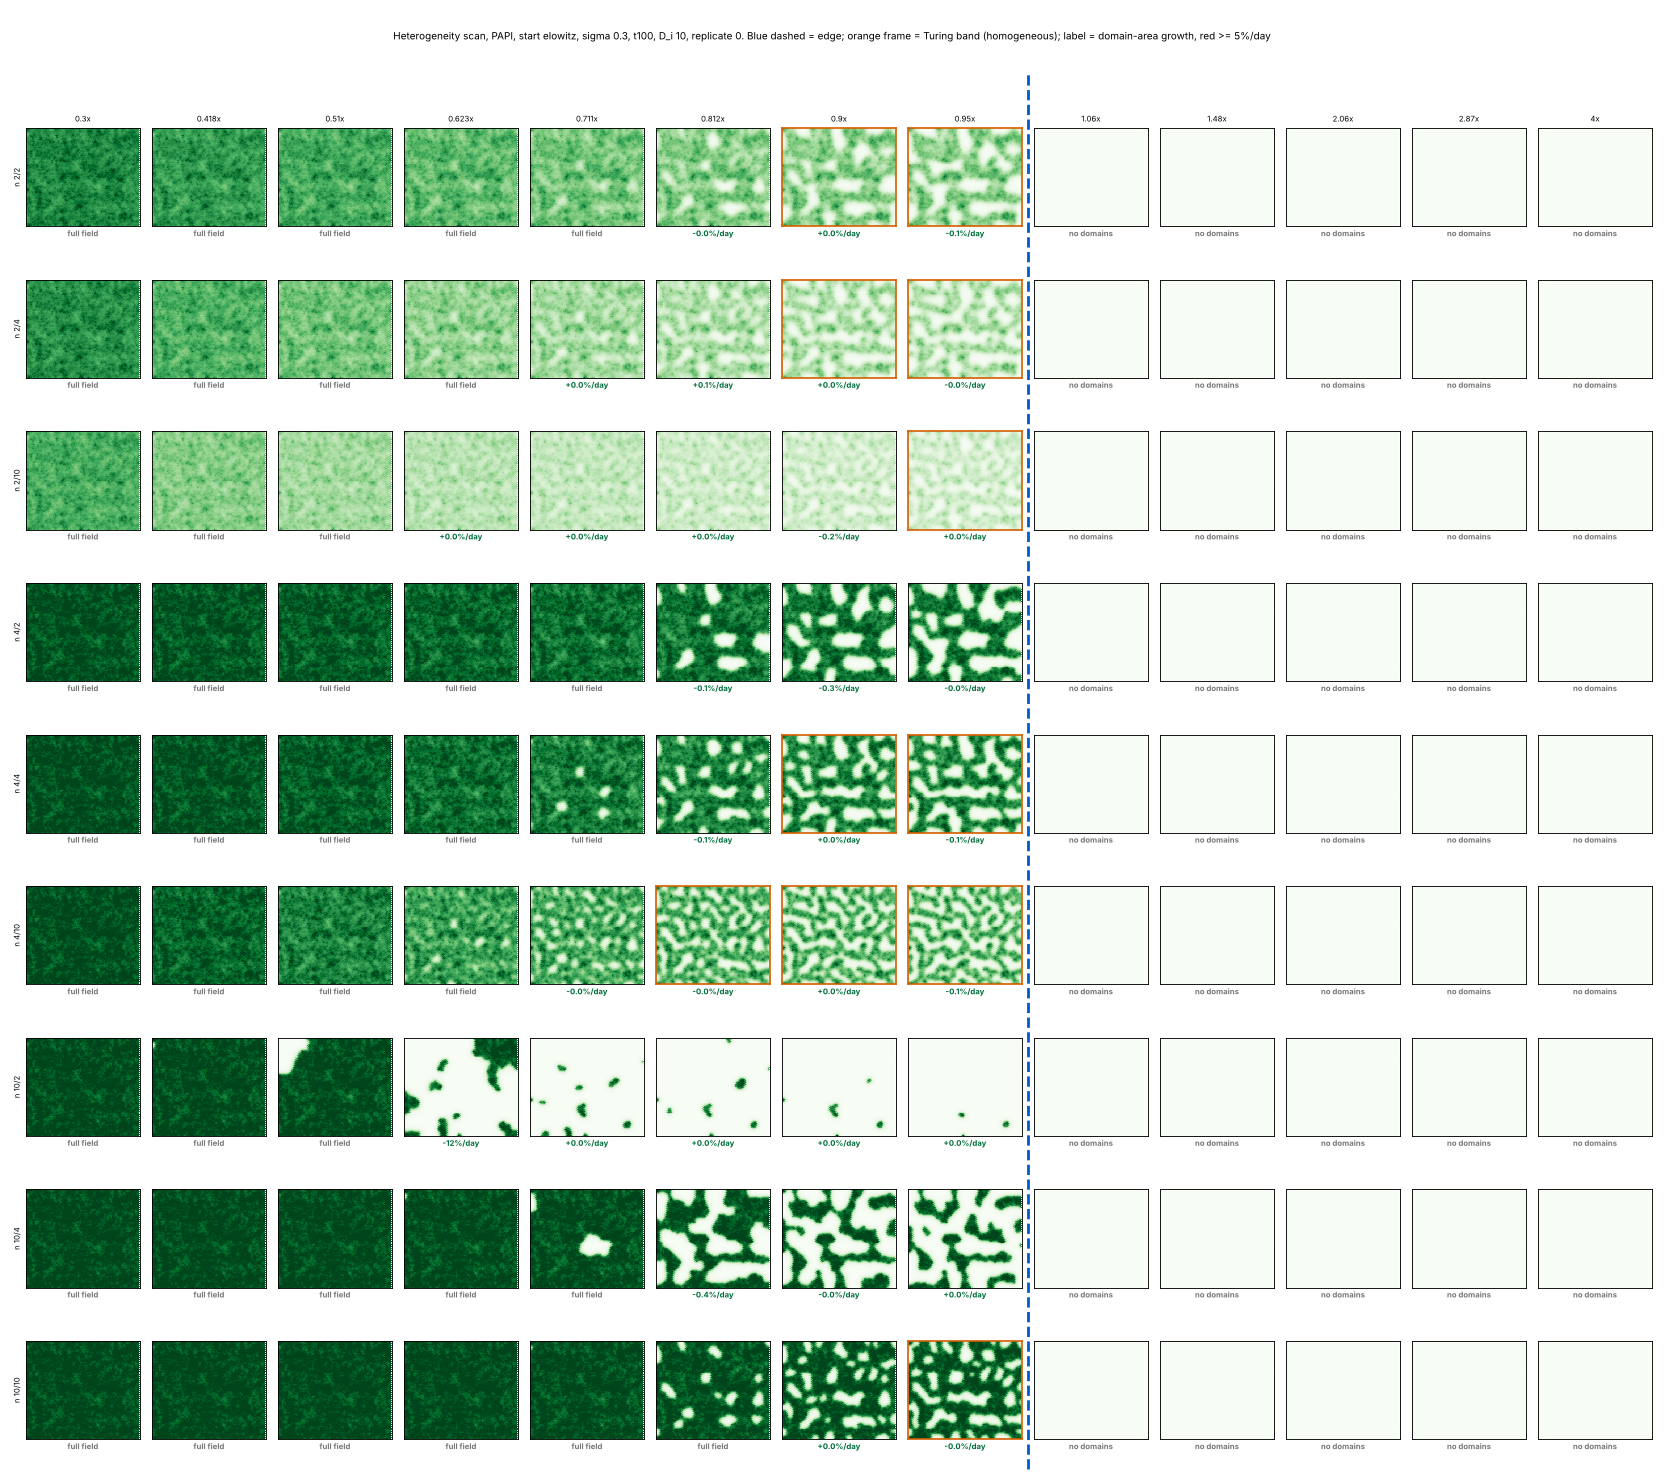 Heterogeneity scan, PAPI, start elowitz, sigma 0.3, t100, D_i 10, replicate 0. Blue dashed = edge; orange frame = Turing band (homogeneous); label = domain-area growth, red >= 5%/day
0.3x 0.418x 0.51x 0.623x 0.711x 0.812x 0.9x 0.95x 1.06x 1.48x 2.06x 2.87x 4x
n 2/2
full field full field full field full field full field -0.0%/day +0.0%/day -0.1%/day no domains no domains no domains no domains no domains
n 2/4
full field full field full field full field +0.0%/day +0.1%/day +0.0%/day -0.0%/day no domains no domains no domains no domains no domains
n 2/10
full field full field full field +0.0%/day +0.0%/day +0.0%/day -0.2%/day +0.0%/day no domains no domains no domains no domains no domains
n 4/2
full field full field full field full field full field -0.1%/day -0.3%/day -0.0%/day no domains no domains no domains no domains no domains
n 4/4
full field full field full field full field full field -0.1%/day +0.0%/day -0.1%/day no domains no domains no domains no domains no domains
n 4/10
full field full field full field full field -0.0%/day -0.0%/day +0.0%/day -0.1%/day no domains no domains no domains no domains no domains
n 10/2
full field full field full field -12%/day +0.0%/day +0.0%/day +0.0%/day +0.0%/day no domains no domains no domains no domains no domains
n 10/4
full field full field full field full field full field -0.4%/day -0.0%/day +0.0%/day no domains no domains no domains no domains no domains
n 10/10
full field full field full field full field full field full field +0.0%/day -0.0%/day no domains no domains no domains no domains no domains